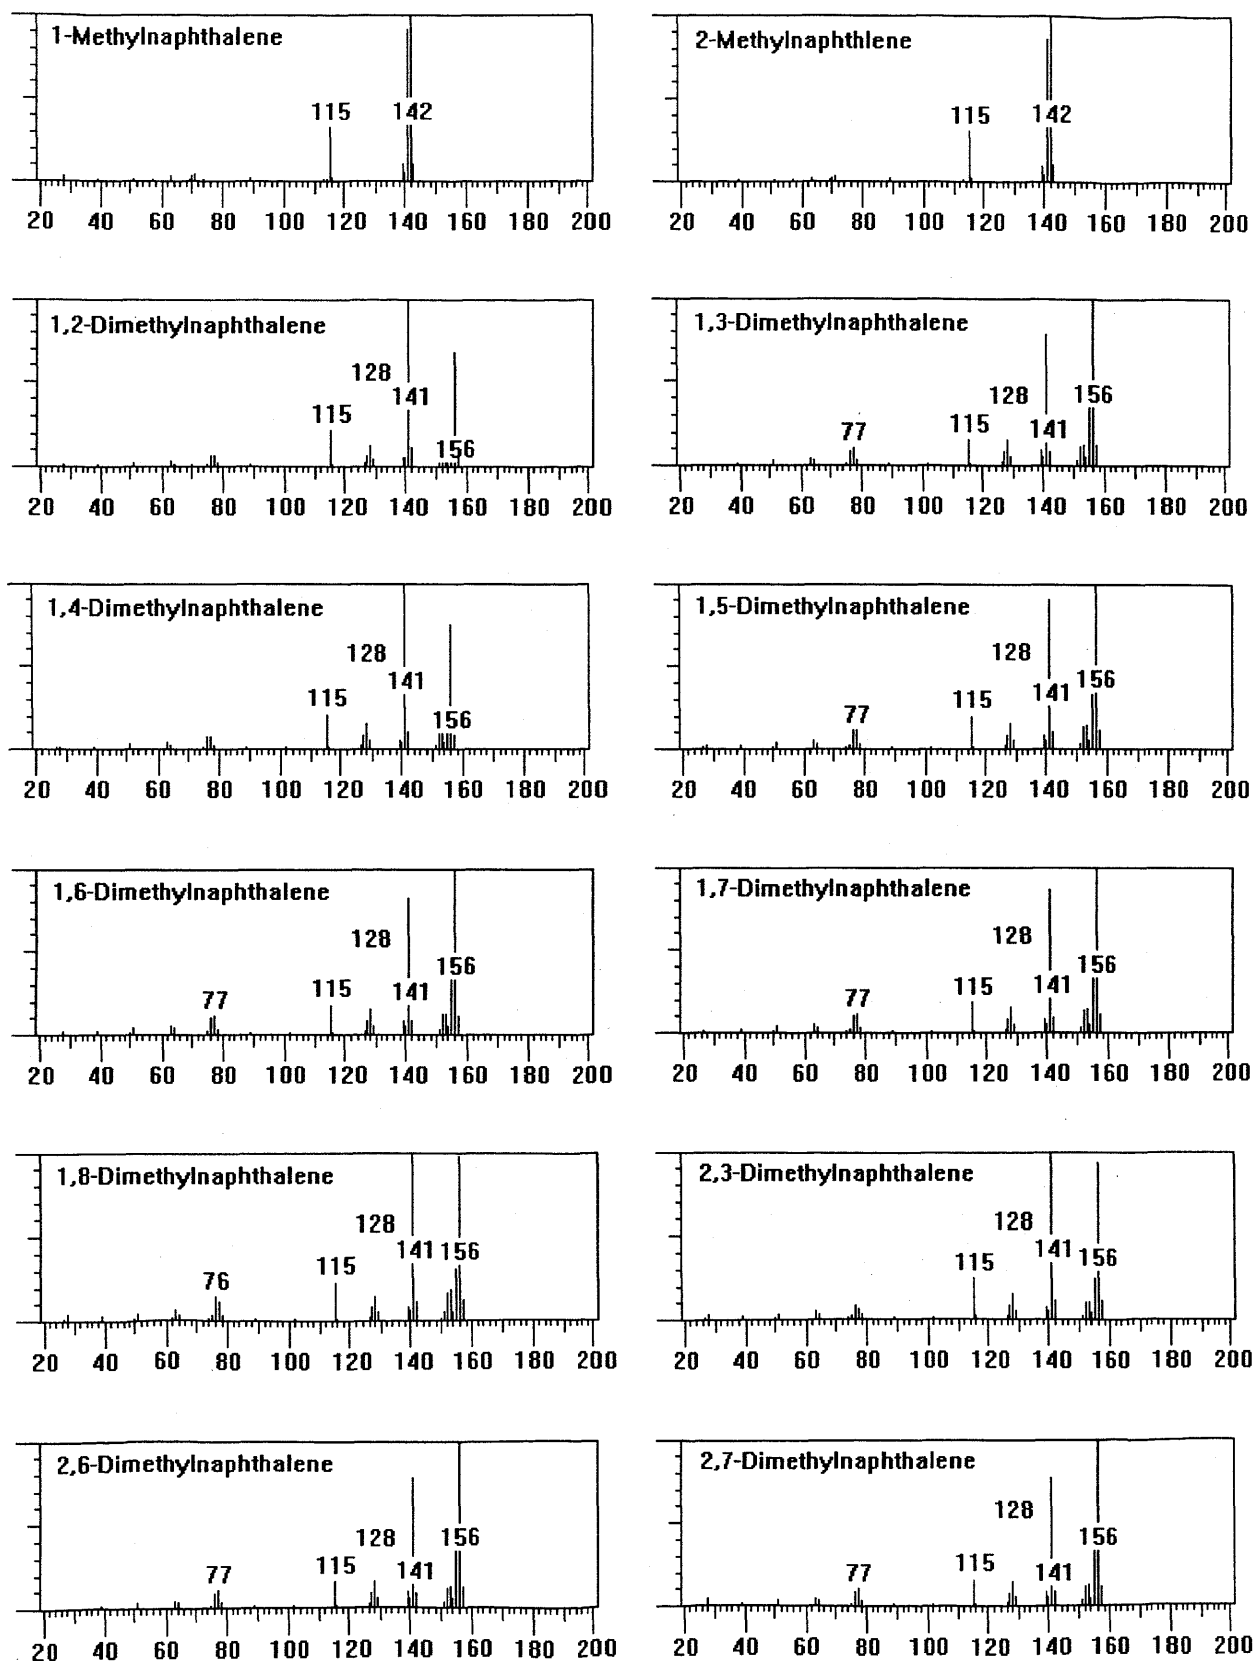 1-Methylnaphthalene
115 142
20 40 60 80 100 120 140 160 180 200
2-Methylnaphthlene
115 142
20 40 60 80 100 120 140 160 180 200
1,2-Dimethylnaphthalene
128
141
115
156
20 40 60 80 100 120 140 160 180 200
1,3-Dimethylnaphthalene
128 156
115 141
77
20 40 60 80 100 120 140 160 180 200
1,4-Dimethylnaphthalene
128
141
115
156
20 40 60 80 100 120 140 160 180 200
1,5-Dimethylnaphthalene
128
156
141
115
77
20 40 60 80 100 120 140 160 180 200
1,6-Dimethylnaphthalene
128
156
115 141
77
20 40 60 80 100 120 140 160 180 200
1,7-Dimethylnaphthalene
128
156
115 141
77
20 40 60 80 100 120 140 160 180 200
1,8-Dimethylnaphthalene
128
141 156
115
76
20 40 60 80 100 120 140 160 180 200
2,3-Dimethylnaphthalene
128
141 156
115
20 40 60 80 100 120 140 160 180 200
2,6-Dimethylnaphthalene
128 156
115 141
77
20 40 60 80 100 120 140 160 180 200
2,7-Dimethylnaphthalene
128
156
115 141
77
20 40 60 80 100 120 140 160 180 200